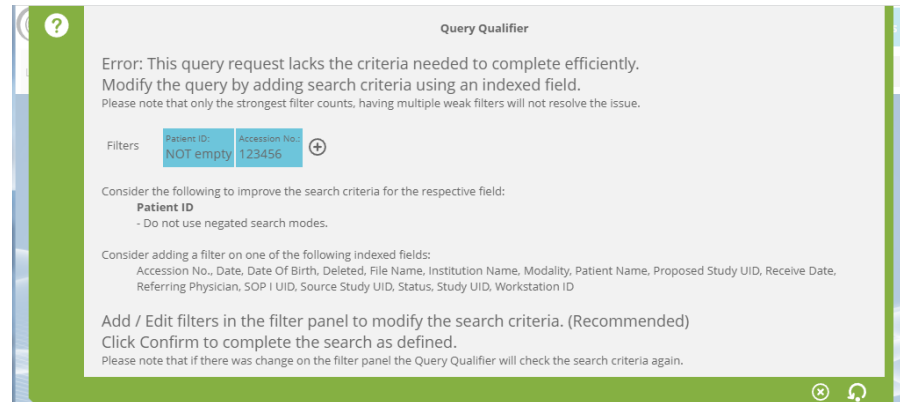 ?
Query Qualifier
Error: This query request lacks the criteria needed to complete efficiently.
Modify the query by adding search criteria using an indexed field.
Please note that only the strongest filter counts, having multiple weak filters will not resolve the issue.
Filters
Patient ID:
NOT empty
Accession No.:
123456
Consider the following to improve the search criteria for the respective field:
Patient ID
- Do not use negated search modes.
Consider adding a filter on one of the following indexed fields:
Accession No., Date, Date Of Birth, Deleted, File Name, Institution Name, Modality, Patient Name, Proposed Study UID, Receive Date,
Referring Physician, SOP I UID, Source Study UID, Status, Study UID, Workstation ID
Add / Edit filters in the filter panel to modify the search criteria. (Recommended)
Click Confirm to complete the search as defined.
Please note that if there was change on the filter panel the Query Qualifier will check the search criteria again.